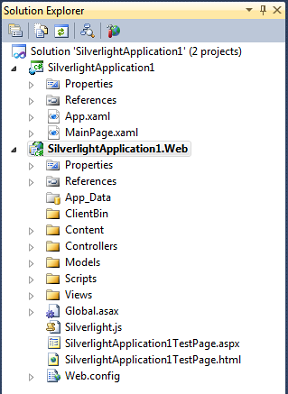 Solution Explorer
Solution 'SilverlightApplication1' (2 projects)
SilverlightApplication1
Properties
References
App.xaml
MainPage.xaml
SilverlightApplication1.Web
Properties
References
App_Data
ClientBin
Content
Controllers
Models
Scripts
Views
Global.asax
Silverlight.js
SilverlightApplication1TestPage.aspx
SilverlightApplication1TestPage.html
Web.config